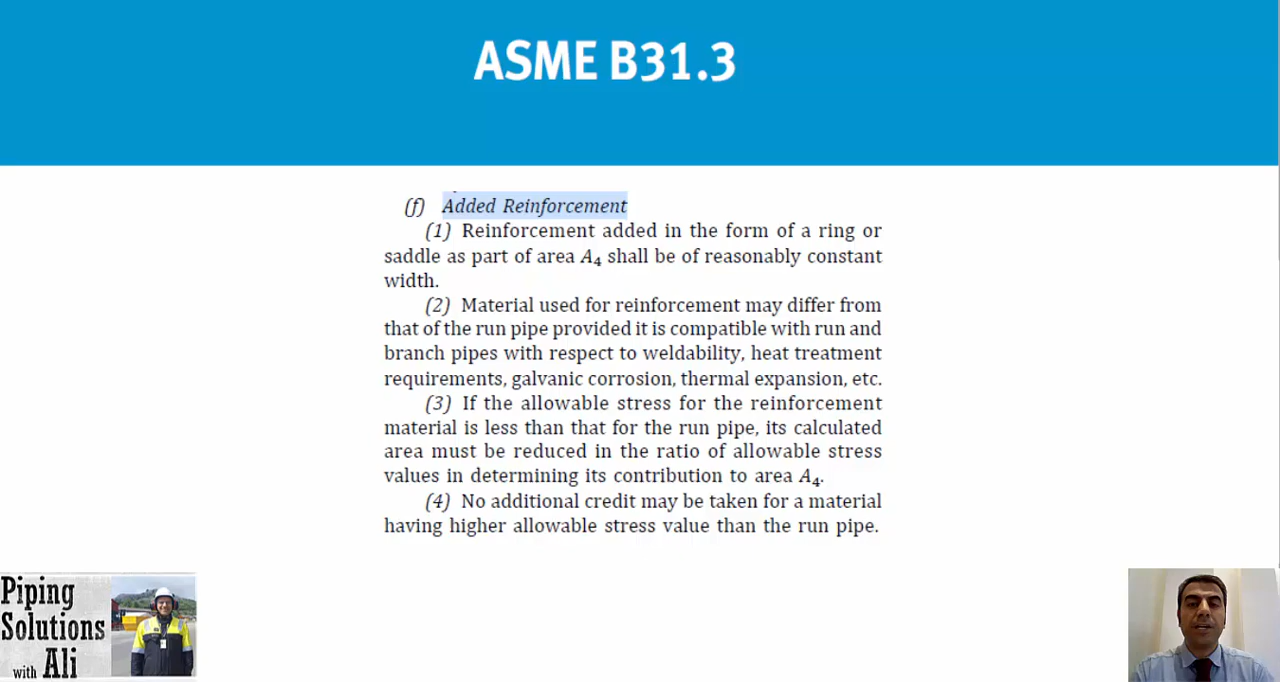 ASME B31.3
(f) Added Reinforcement
(1) Reinforcement added in the form of a ring or
saddle as part of area A₄ shall be of reasonably constant
width.
(2) Material used for reinforcement may differ from
that of the run pipe provided it is compatible with run and
branch pipes with respect to weldability, heat treatment
requirements, galvanic corrosion, thermal expansion, etc.
(3) If the allowable stress for the reinforcement
material is less than that for the run pipe, its calculated
area must be reduced in the ratio of allowable stress
values in determining its contribution to area A₄.
(4) No additional credit may be taken for a material
having higher allowable stress value than the run pipe.
Piping
Solutions
with Ali